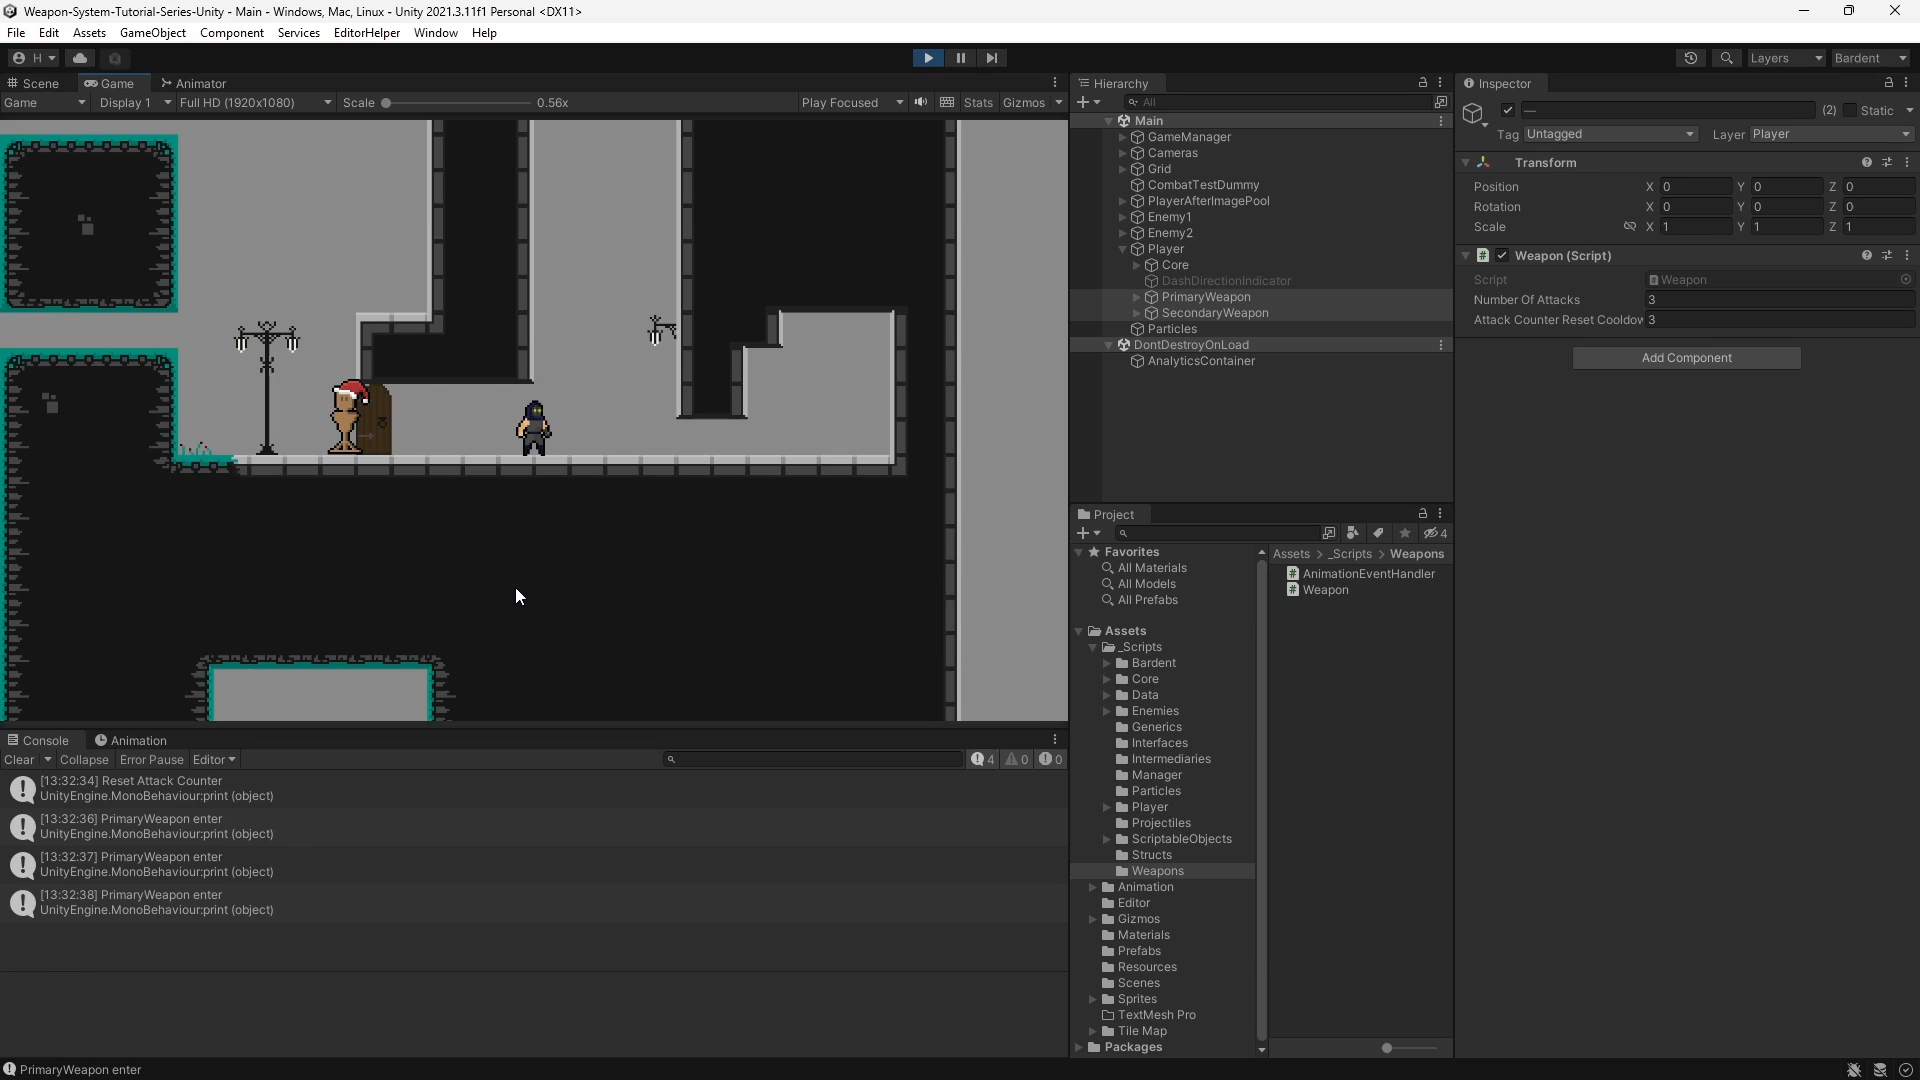 Weapon-System-Tutorial-Series-Unity - Main - Windows, Mac, Linux - Unity 2021.3.11f1 Personal <DX11>
File Edit Assets GameObject Component Services EditorHelper Window Help
H Layers Bardent
Scene Game Animator
Game Display 1 Full HD (1920x1080) Scale 0.56x Play Focused Stats Gizmos
Console Animation
Clear Collapse Error Pause Editor 4 0 0
[13:32:34] Reset Attack Counter
UnityEngine.MonoBehaviour:print (object)
[13:32:36] PrimaryWeapon enter
UnityEngine.MonoBehaviour:print (object)
[13:32:37] PrimaryWeapon enter
UnityEngine.MonoBehaviour:print (object)
[13:32:38] PrimaryWeapon enter
UnityEngine.MonoBehaviour:print (object)
PrimaryWeapon enter
Hierarchy
All
Main
GameManager
Cameras
Grid
CombatTestDummy
PlayerAfterImagePool
Enemy1
Enemy2
Player
Core
DashDirectionIndicator
PrimaryWeapon
SecondaryWeapon
Particles
DontDestroyOnLoad
AnalyticsContainer
Project
4
Favorites
All Materials
All Models
All Prefabs
Assets
_Scripts
Bardent
Core
Data
Enemies
Generics
Interfaces
Intermediaries
Manager
Particles
Player
Projectiles
ScriptableObjects
Structs
Weapons
Animation
Editor
Gizmos
Materials
Prefabs
Resources
Scenes
Sprites
TextMesh Pro
Tile Map
Packages
Assets > _Scripts > Weapons
AnimationEventHandler
Weapon
Inspector
— (2) Static
Tag Untagged Layer Player
Transform
Position X 0 Y 0 Z 0
Rotation X 0 Y 0 Z 0
Scale X 1 Y 1 Z 1
Weapon (Script)
Script Weapon
Number Of Attacks 3
Attack Counter Reset Cooldov 3
Add Component